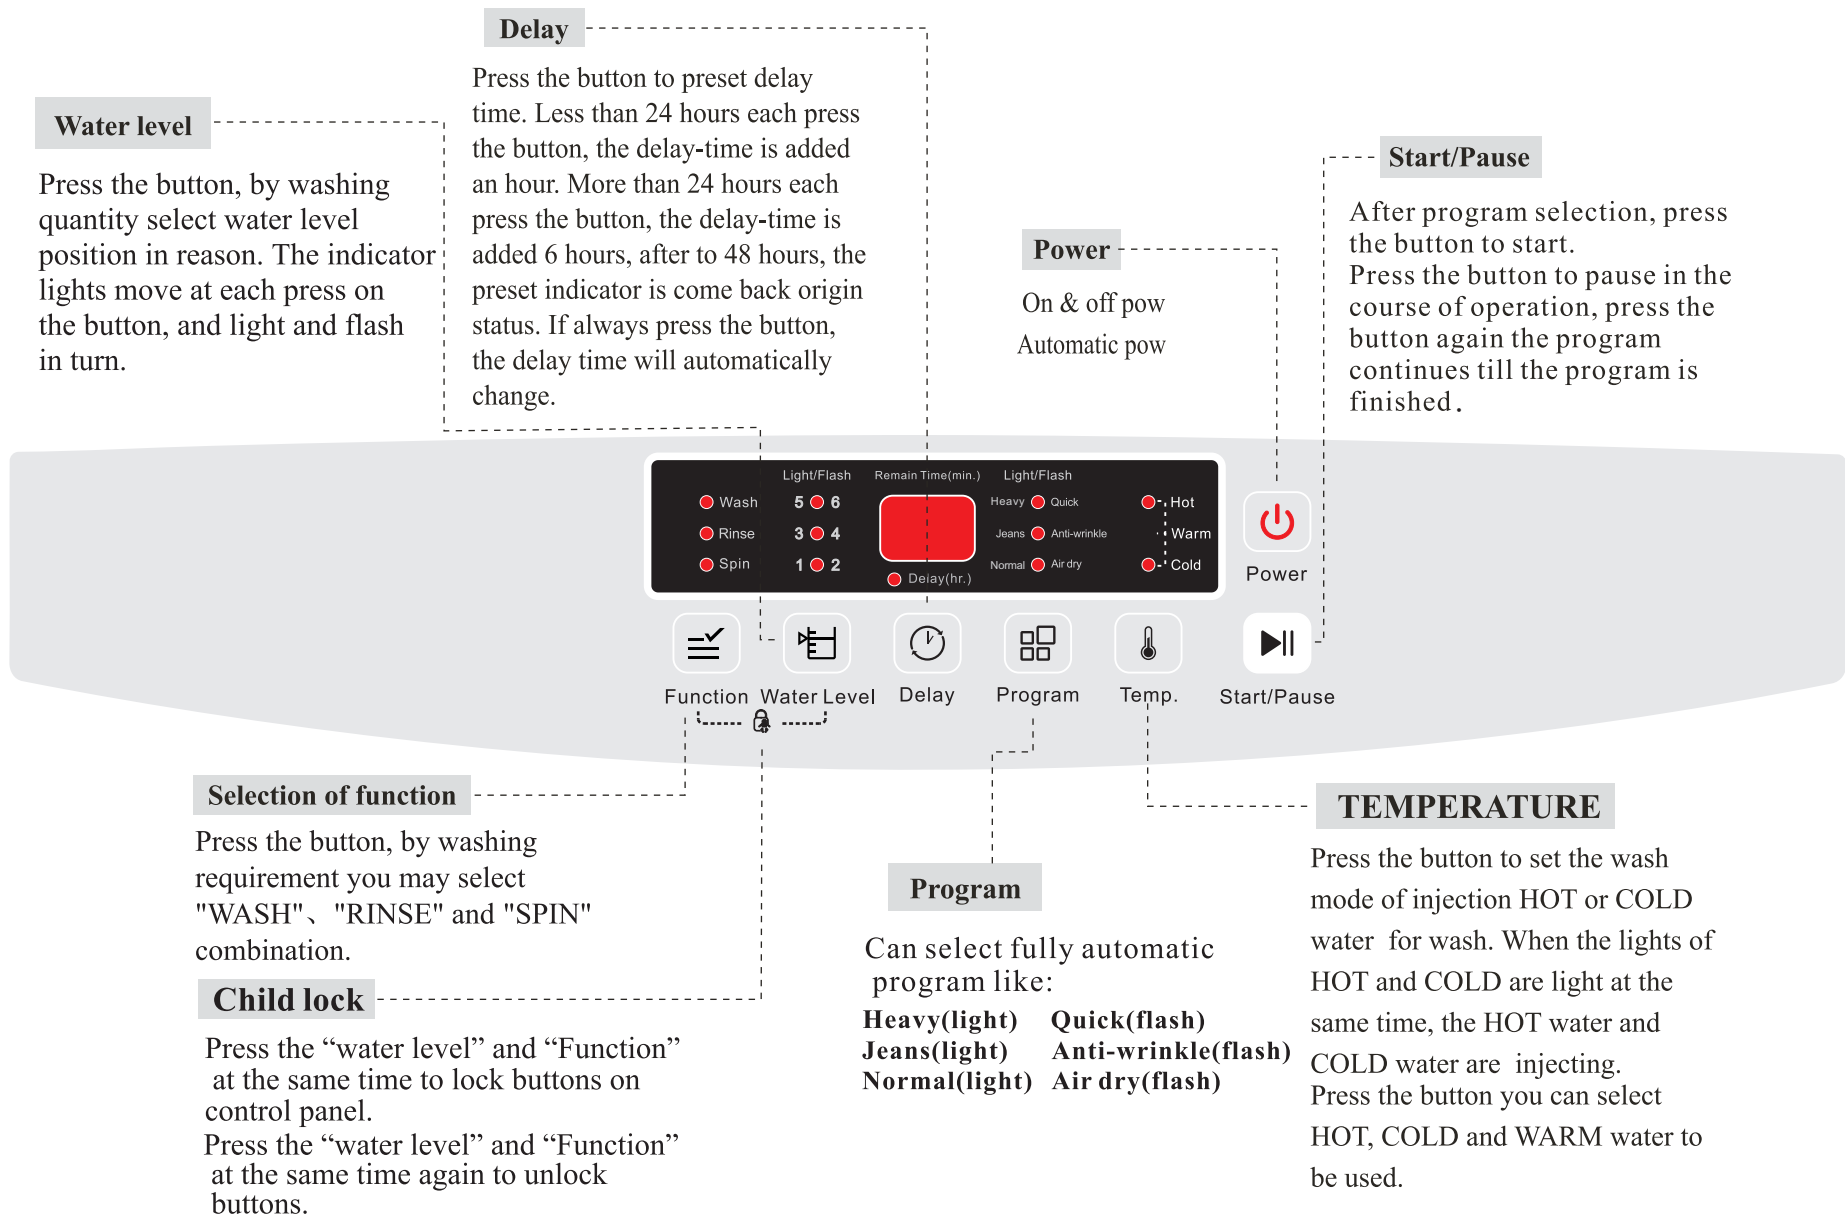 Delay
Press the button to preset delay
time. Less than 24 hours each press
the button, the delay-time is added
an hour. More than 24 hours each
press the button, the delay-time is
added 6 hours, after to 48 hours, the
preset indicator is come back origin
status. If always press the button,
the delay time will automatically
change.
Water level
Press the button, by washing
quantity select water level
position in reason. The indicator
lights move at each press on
the button, and light and flash
in turn.
Power
On & off pow
Automatic pow
Start/Pause
After program selection, press
the button to start.
Press the button to pause in the
course of operation, press the
button again the program
continues till the program is
finished.
Light/Flash Remain Time(min.) Light/Flash
Wash 5 6 Heavy Quick Hot
Rinse 3 4 Jeans Anti-wrinkle Warm
Spin 1 2 Normal Air dry Cold
Delay(hr.)
Power
Function Water Level Delay Program Temp. Start/Pause
Selection of function
Press the button, by washing
requirement you may select
"WASH"、"RINSE" and "SPIN"
combination.
Child lock
Press the “water level” and “Function”
at the same time to lock buttons on
control panel.
Press the “water level” and “Function”
at the same time again to unlock
buttons.
Program
Can select fully automatic
program like:
Heavy(light) Quick(flash)
Jeans(light) Anti-wrinkle(flash)
Normal(light) Air dry(flash)
TEMPERATURE
Press the button to set the wash
mode of injection HOT or COLD
water for wash. When the lights of
HOT and COLD are light at the
same time, the HOT water and
COLD water are injecting.
Press the button you can select
HOT, COLD and WARM water to
be used.